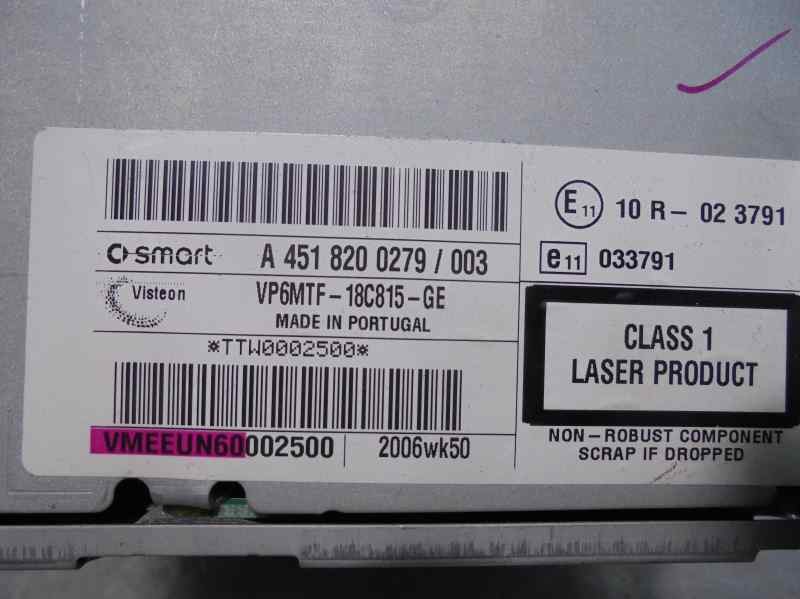 smart A 451 820 0279 / 003
Visteon VP6MTF-18C815-GE
MADE IN PORTUGAL
*TTW0002500*
VMEEUN60002500 2006wk50
E11 10 R - 02 3791
e11 033791
CLASS 1
LASER PRODUCT
NON-ROBUST COMPONENT
SCRAP IF DROPPED